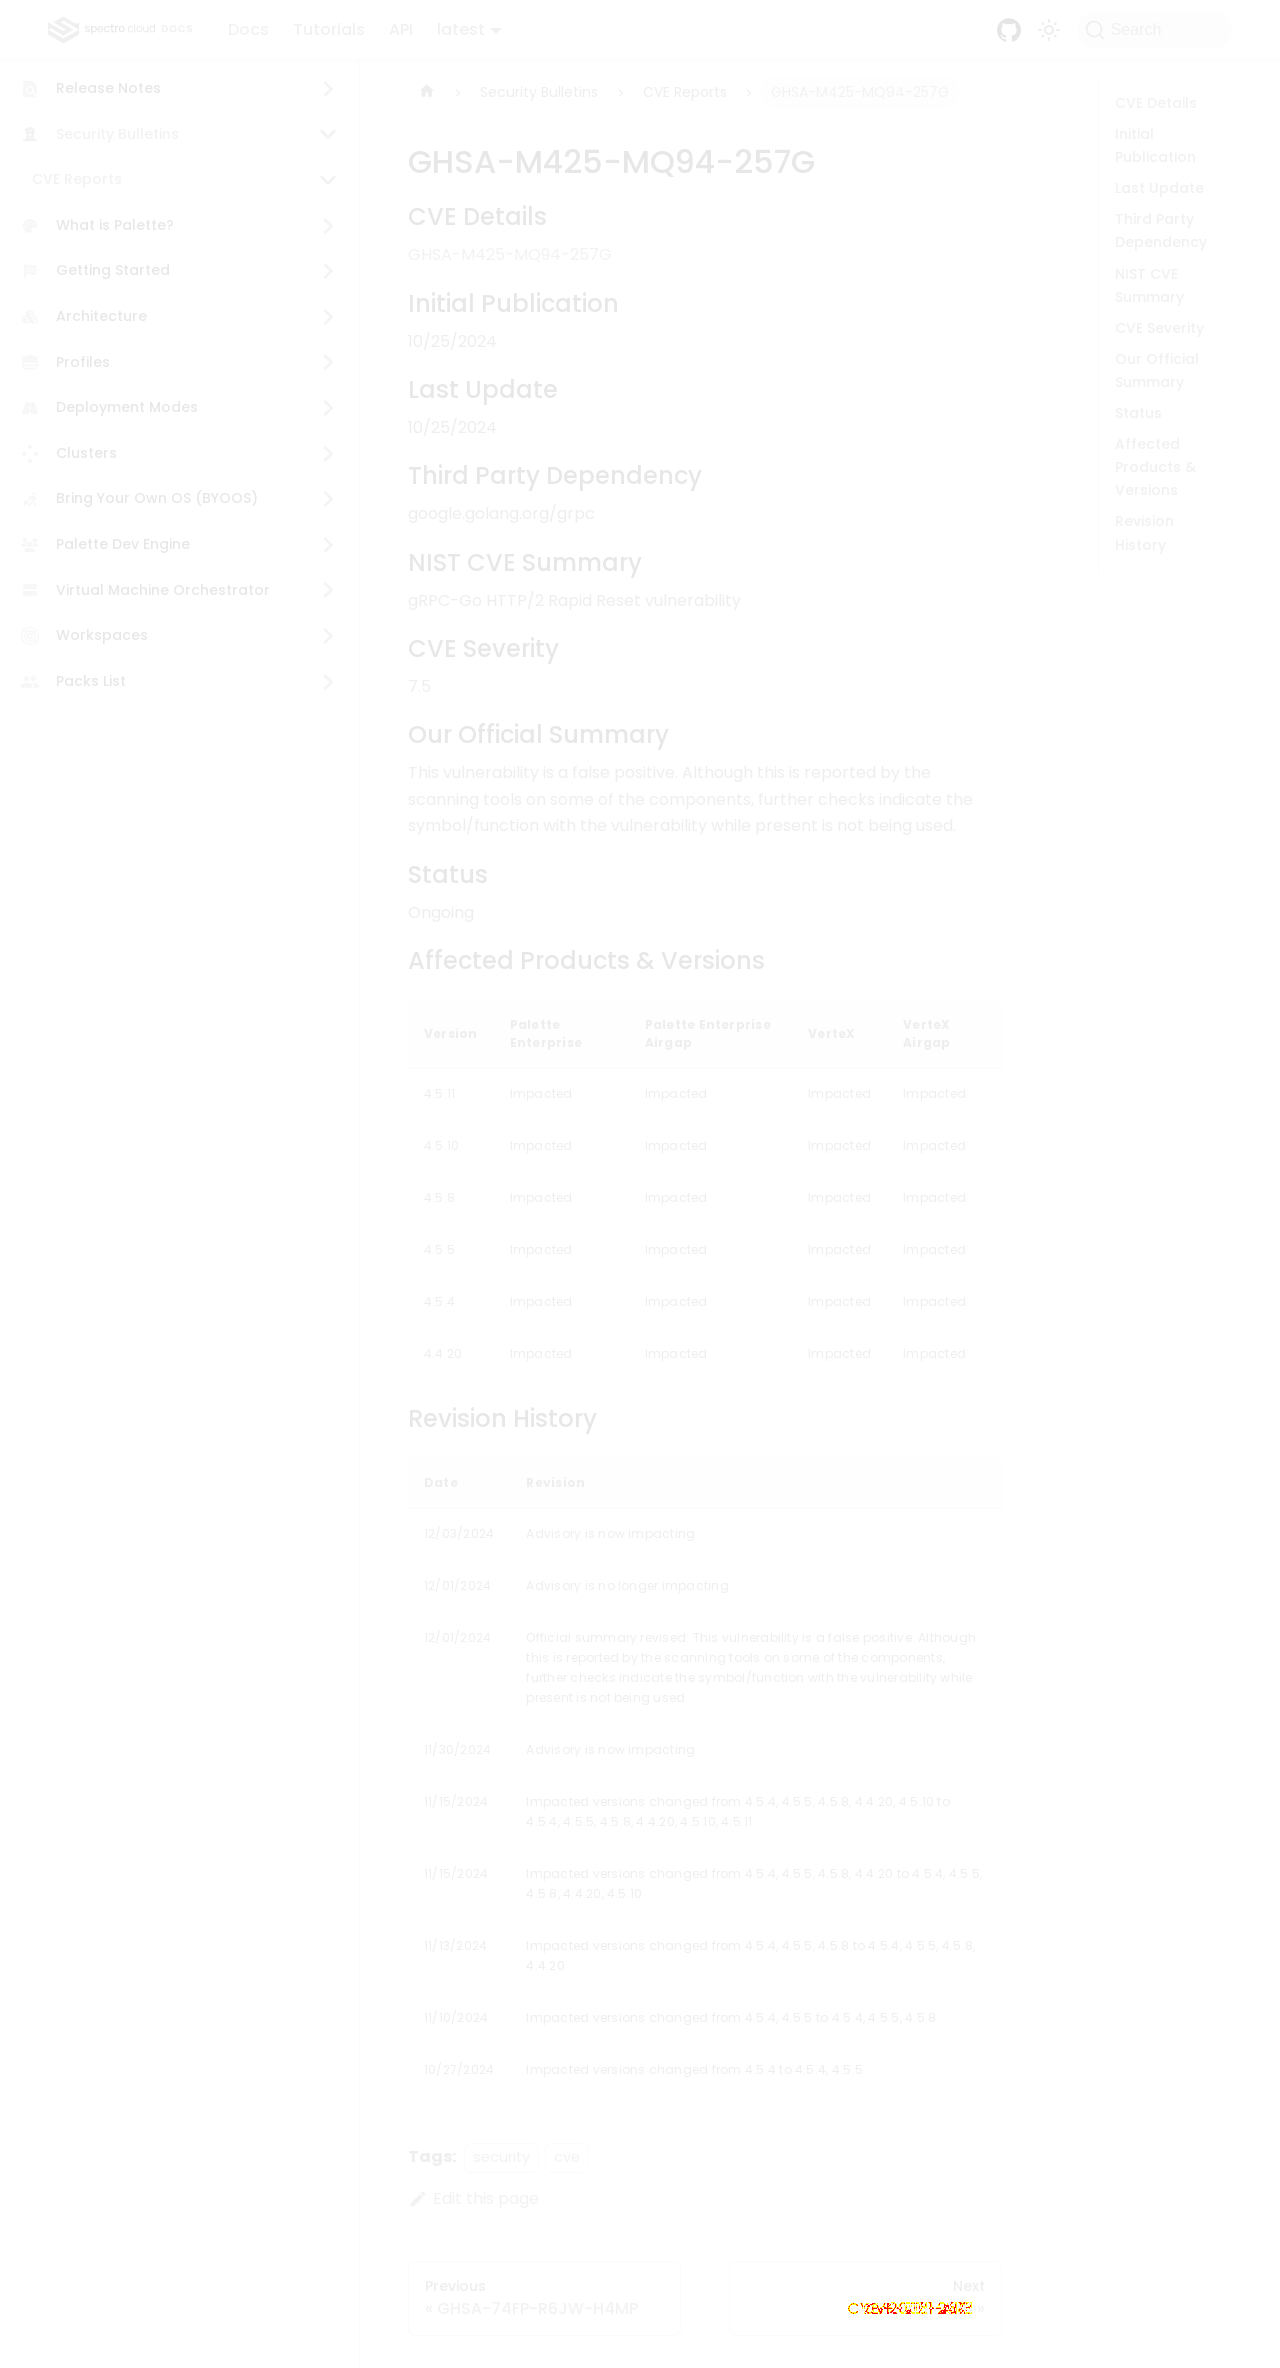 spectro cloud DOCS
Docs
Tutorials
API
latest
Search
Release Notes
Security Bulletins
CVE Reports
What is Palette?
Getting Started
Architecture
Profiles
Deployment Modes
Clusters
Bring Your Own OS (BYOOS)
Palette Dev Engine
Virtual Machine Orchestrator
Workspaces
Packs List
Security Bulletins
CVE Reports
GHSA-M425-MQ94-257G
GHSA-M425-MQ94-257G
CVE Details
GHSA-M425-MQ94-257G
Initial Publication
10/25/2024
Last Update
10/25/2024
Third Party Dependency
google.golang.org/grpc
NIST CVE Summary
gRPC-Go HTTP/2 Rapid Reset vulnerability
CVE Severity
7.5
Our Official Summary
This vulnerability is a false positive. Although this is reported by the
scanning tools on some of the components, further checks indicate the
symbol/function with the vulnerability while present is not being used.
Status
Ongoing
Affected Products & Versions
Version Palette Enterprise Palette Enterprise Airgap VerteX VerteX Airgap
4.5.11 Impacted Impacted Impacted Impacted
4.5.10 Impacted Impacted Impacted Impacted
4.5.8 Impacted Impacted Impacted Impacted
4.5.5 Impacted Impacted Impacted Impacted
4.5.4 Impacted Impacted Impacted Impacted
4.4.20 Impacted Impacted Impacted Impacted
Revision History
Date Revision
12/03/2024 Advisory is now impacting.
12/01/2024 Advisory is no longer impacting.
12/01/2024 Official summary revised: This vulnerability is a false positive. Although
this is reported by the scanning tools on some of the components,
further checks indicate the symbol/function with the vulnerability while
present is not being used.
11/30/2024 Advisory is now impacting.
11/15/2024 Impacted versions changed from 4.5.4, 4.5.5, 4.5.8, 4.4.20, 4.5.10 to
4.5.4, 4.5.5, 4.5.8, 4.4.20, 4.5.10, 4.5.11
11/15/2024 Impacted versions changed from 4.5.4, 4.5.5, 4.5.8, 4.4.20 to 4.5.4, 4.5.5,
4.5.8, 4.4.20, 4.5.10
11/13/2024 Impacted versions changed from 4.5.4, 4.5.5, 4.5.8 to 4.5.4, 4.5.5, 4.5.8,
4.4.20
11/10/2024 Impacted versions changed from 4.5.4, 4.5.5 to 4.5.4, 4.5.5, 4.5.8
10/27/2024 Impacted versions changed from 4.5.4 to 4.5.4, 4.5.5
Tags: security cve
Edit this page
Previous
« GHSA-74FP-R6JW-H4MP
Next
»
CVE Details
Initial
Publication
Last Update
Third Party
Dependency
NIST CVE
Summary
CVE Severity
Our Official
Summary
Status
Affected
Products &
Versions
Revision
History